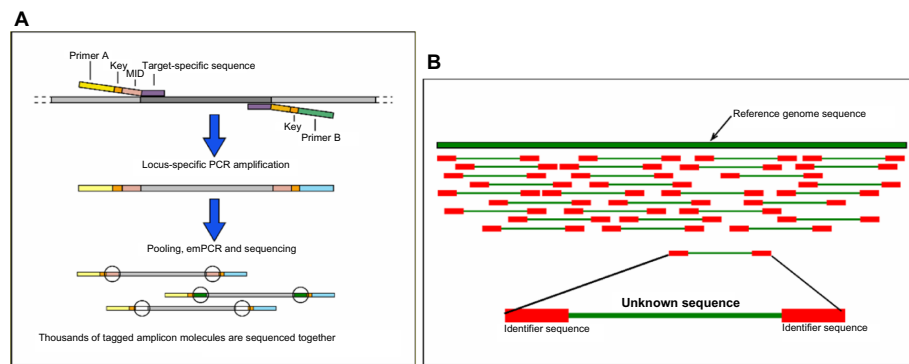 A
Primer A
Key
MID
Target-specific sequence
Key
Primer B
Locus-specific PCR amplification
Pooling, emPCR and sequencing
Thousands of tagged amplicon molecules are sequenced together
B
Reference genome sequence
Unknown sequence
Identifier sequence
Identifier sequence